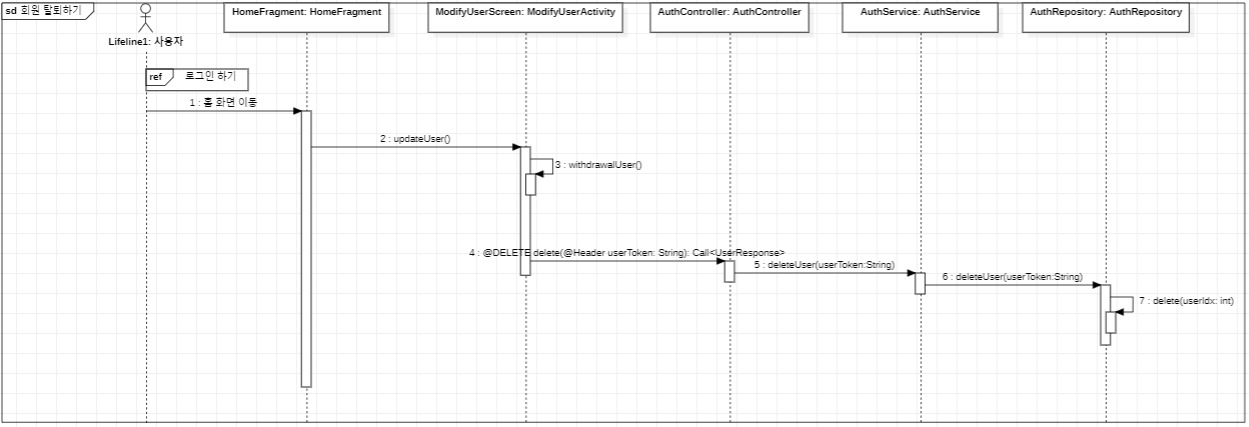 sd 회원 탈퇴하기
HomeFragment: HomeFragment
ModifyUserScreen: ModifyUserActivity
AuthController: AuthController
AuthService: AuthService
AuthRepository: AuthRepository
Lifeline1: 사용자
ref 로그인 하기
1 : 홈 화면 이동
2 : updateUser()
3 : withdrawalUser()
4 : @DELETE delete(@Header userToken: String): Call<UserResponse>
5 : deleteUser(userToken:String)
6 : deleteUser(userToken:String)
7 : delete(userIdx: int)